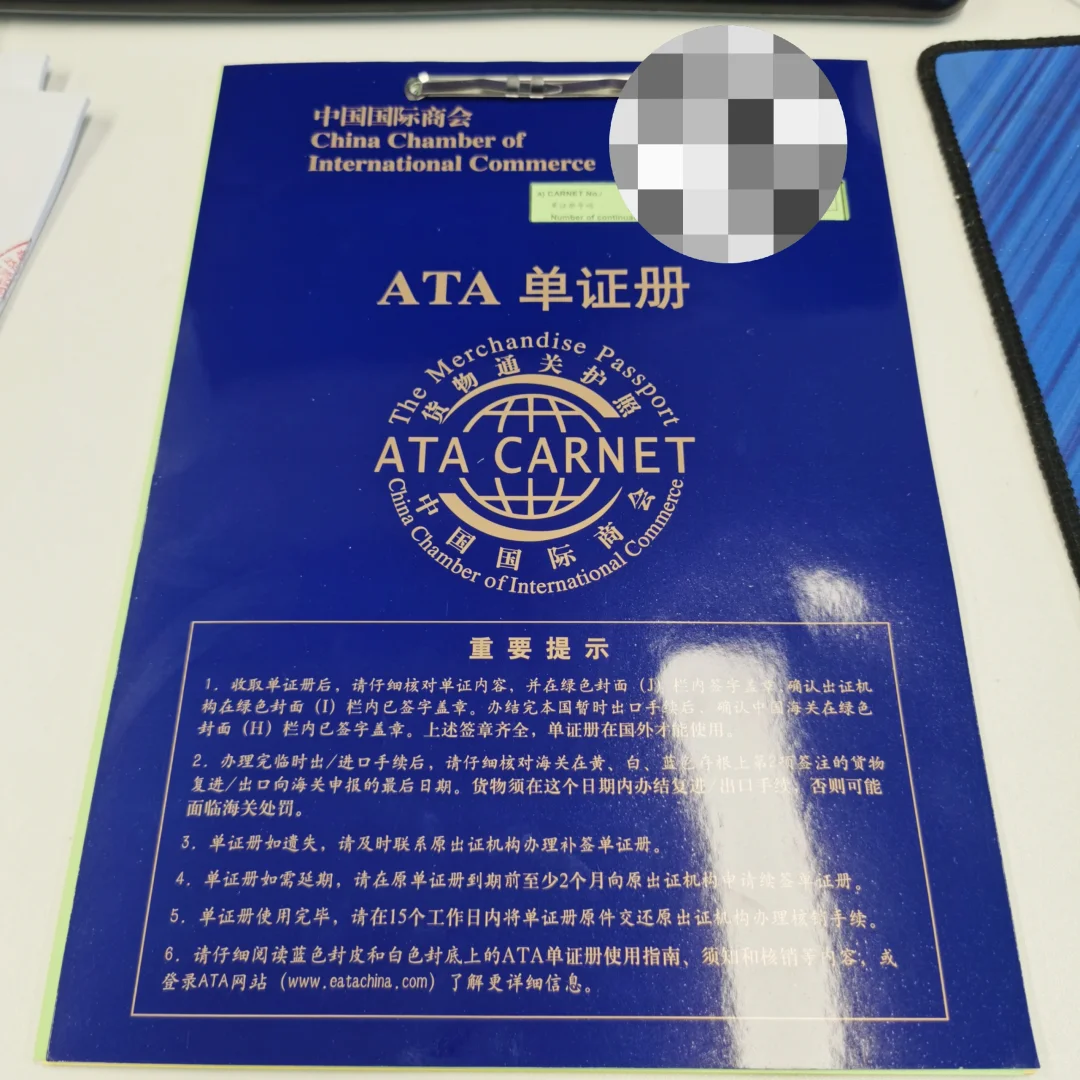 中国国际商会
China Chamber of
International Commerce
a) CARNET No.:
Number of continua
ATA 单证册
The Merchandise Passport
货物通关护照
ATA CARNET
中国国际商会
China Chamber of International Commerce
重要提示
1. 收取单证册后，请仔细核对单证内容，并在绿色封面（J）栏内签字盖章，确认出证机
构在绿色封面（I）栏内已签字盖章。办结完本国暂时出口手续后、确认中国海关在绿色
封面（H）栏内已签字盖章。上述签章齐全，单证册在国外才能使用。
2. 办理完临时出/进口手续后，请仔细核对海关在黄、白、蓝色存根上第2项签注的货物
复进/出口向海关申报的最后日期。货物须在这个日期内办结复进/出口手续，否则可能
面临海关处罚。
3. 单证册如遗失，请及时联系原出证机构办理补签单证册。
4. 单证册如需延期，请在原单证册到期前至少2个月向原出证机构申请续签单证册。
5. 单证册使用完毕，请在15个工作日内将单证册原件交还原出证机构办理核销手续。
6. 请仔细阅读蓝色封皮和白色封底上的ATA单证册使用指南、须知和核销等内容，或
登录ATA网站（www.eatachina.com）了解更详细信息。